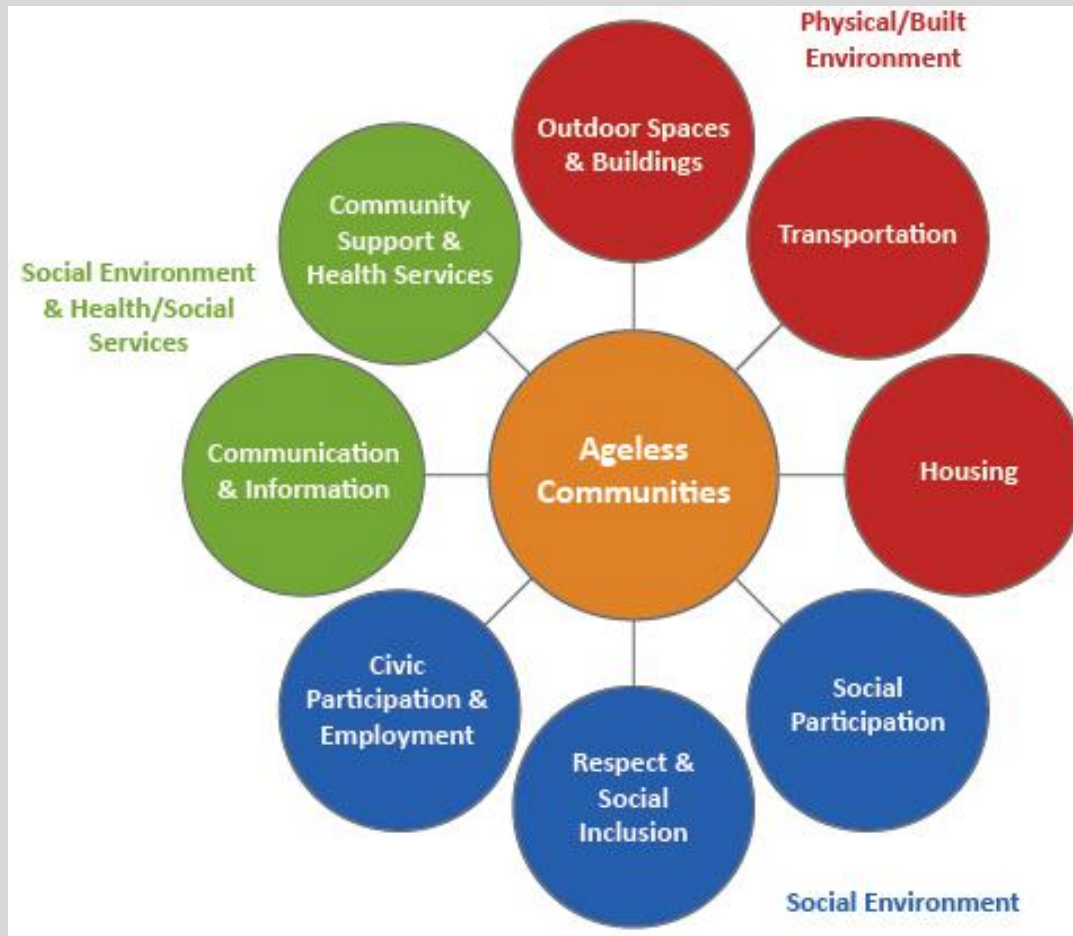 Physical/Built
Environment
Outdoor Spaces
& Buildings
Transportation
Housing
Social
Participation
Social Environment
Respect &
Social
Inclusion
Civic
Participation &
Employment
Communication
& Information
Social Environment
& Health/Social
Services
Community
Support &
Health Services
Ageless
Communities